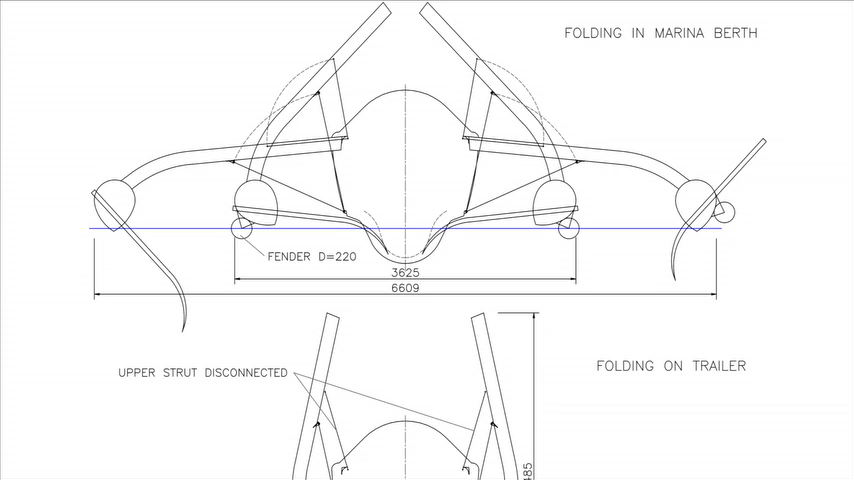 FOLDING IN MARINA BERTH
FENDER D=220
3625
6609
UPPER STRUT DISCONNECTED
FOLDING ON TRAILER